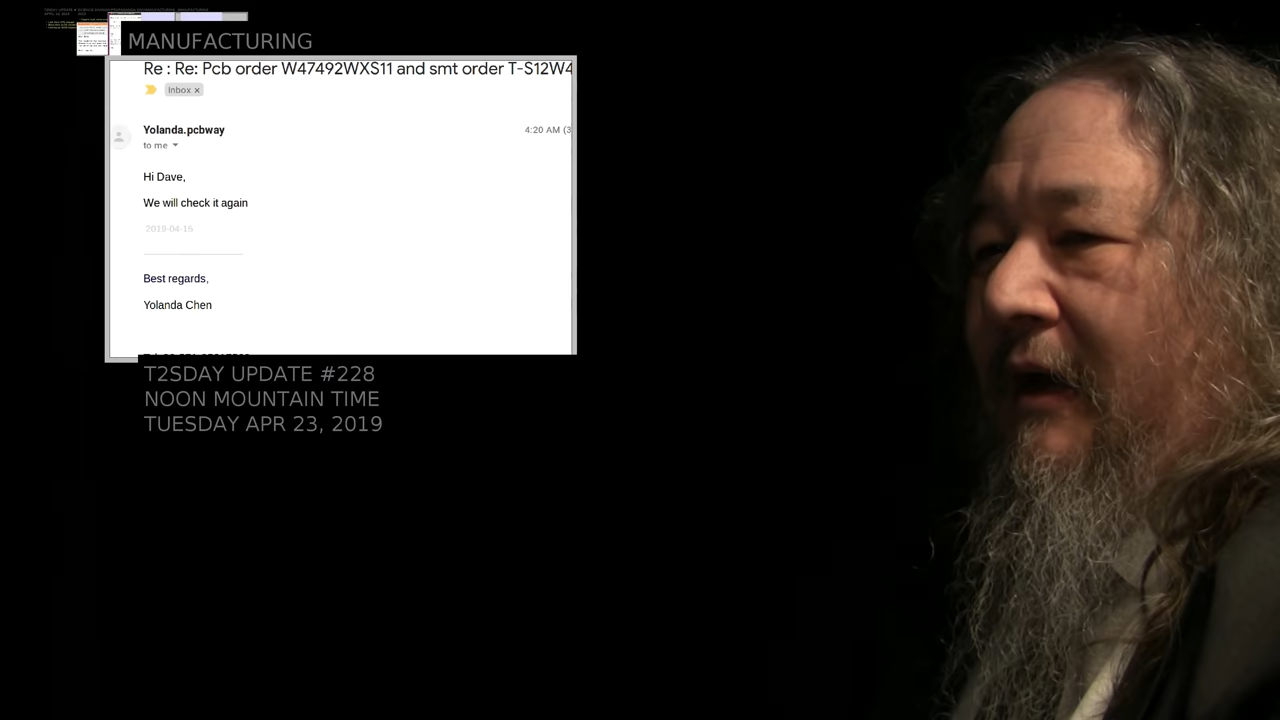 MANUFACTURING
Re : Re: Pcb order W47492WXS11 and smt order T-S12W4
Inbox x
Yolanda.pcbway
4:20 AM (3
to me
Hi Dave,
We will check it again
2019-04-15
Best regards,
Yolanda Chen
T2SDAY UPDATE #228
NOON MOUNTAIN TIME
TUESDAY APR 23, 2019